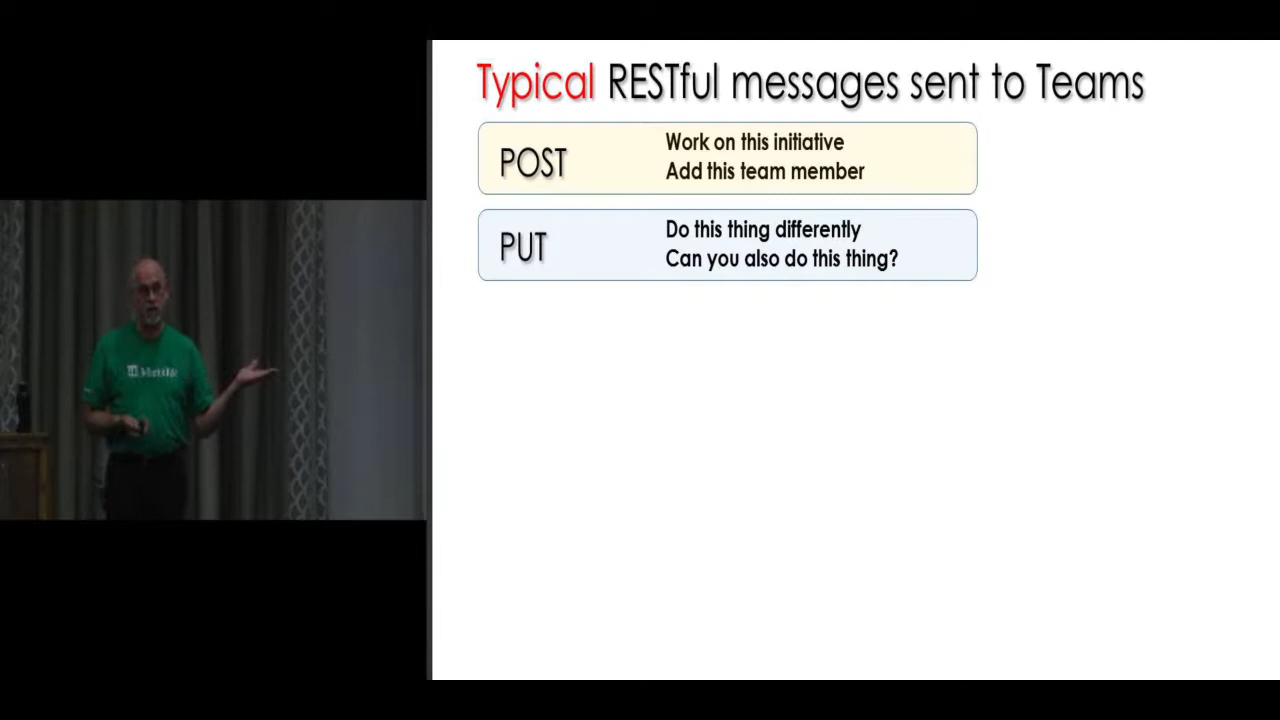 Typical RESTful messages sent to Teams
POST
Work on this initiative
Add this team member
PUT
Do this thing differently
Can you also do this thing?